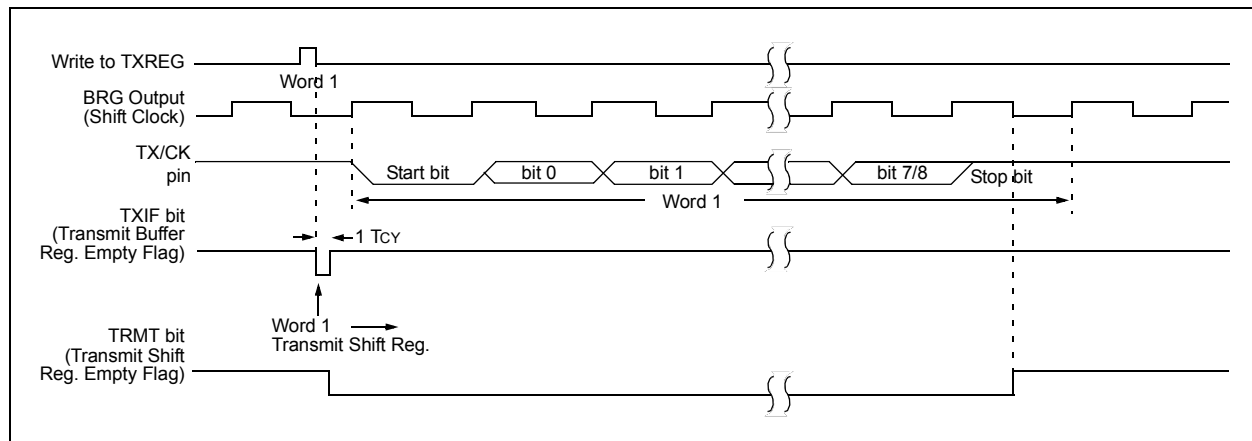 Write to TXREG
Word 1
BRG Output
(Shift Clock)
TX/CK
pin
Start bit
bit 0
bit 1
bit 7/8
Stop bit
Word 1
TXIF bit
(Transmit Buffer
Reg. Empty Flag)
1 TCY
Word 1
Transmit Shift Reg.
TRMT bit
(Transmit Shift
Reg. Empty Flag)